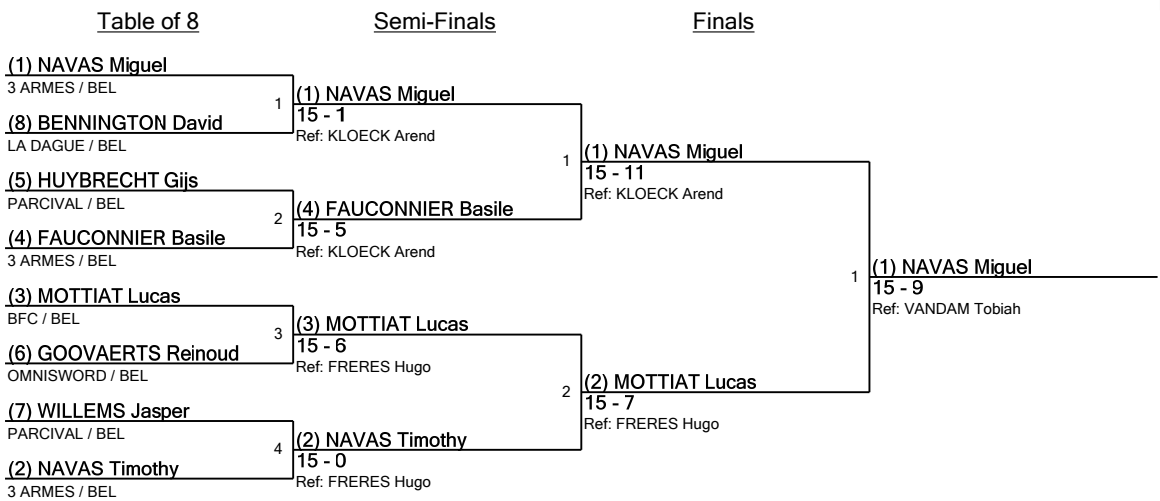 Table of 8
Semi-Finals
Finals
(1) NAVAS Miguel
3 ARMES / BEL
1
(8) BENNINGTON David
LA DAGUE / BEL
(5) HUYBRECHT Gijs
PARCIVAL / BEL
2
(4) FAUCONNIER Basile
3 ARMES / BEL
(3) MOTTIAT Lucas
BFC / BEL
3
(6) GOOVAERTS Reinoud
OMNISWORD / BEL
(7) WILLEMS Jasper
PARCIVAL / BEL
4
(2) NAVAS Timothy
3 ARMES / BEL
(1) NAVAS Miguel
15 - 1
Ref: KLOECK Arend
1
(4) FAUCONNIER Basile
15 - 5
Ref: KLOECK Arend
(3) MOTTIAT Lucas
15 - 6
Ref: FRERES Hugo
2
(2) NAVAS Timothy
15 - 0
Ref: FRERES Hugo
(1) NAVAS Miguel
15 - 11
Ref: KLOECK Arend
1
(2) MOTTIAT Lucas
15 - 7
Ref: FRERES Hugo
(1) NAVAS Miguel
15 - 9
Ref: VANDAM Tobiah